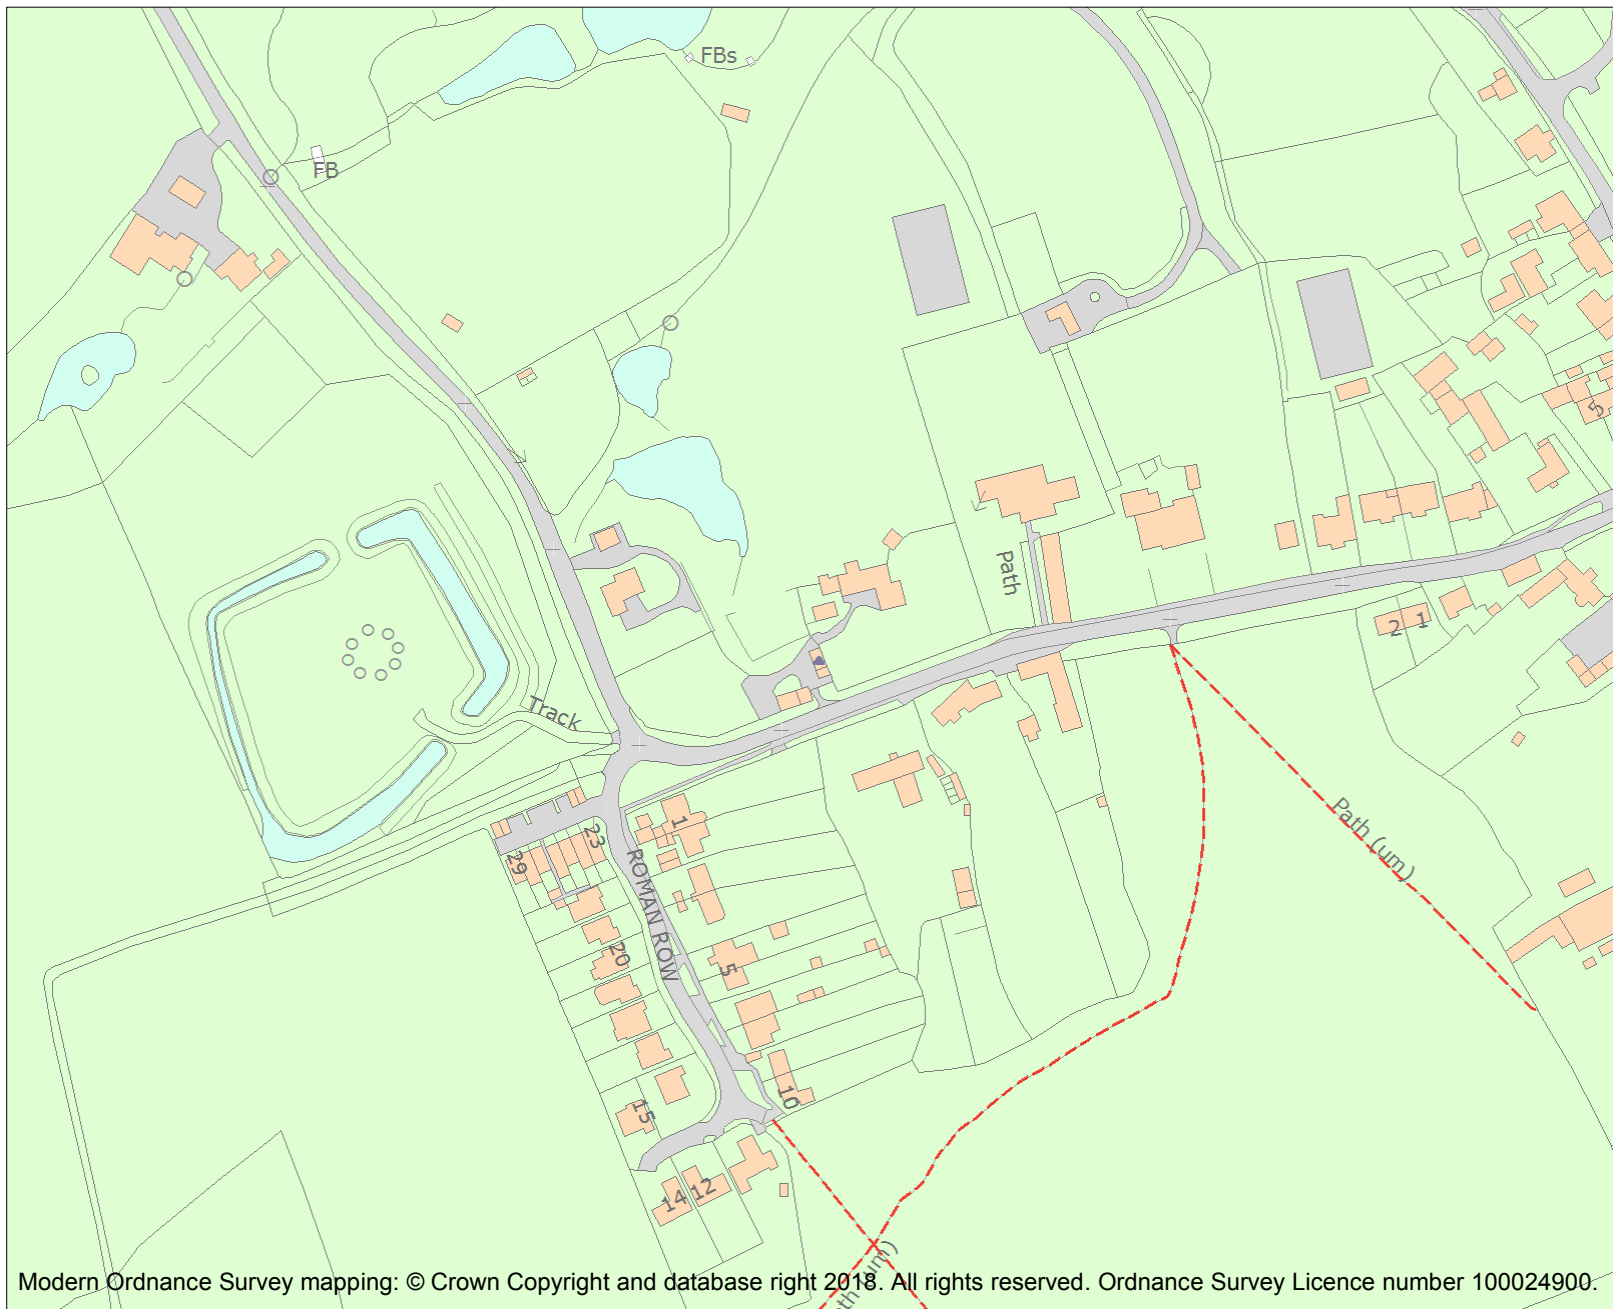 FBs
FB
5
Path
2
1
Track
1
23
29
Path (um)
ROMAN ROW
20
5
10
15
14
12
(um)
Modern Ordnance Survey mapping: © Crown Copyright and database right 2018. All rights reserved. Ordnance Survey Licence number 100024900.